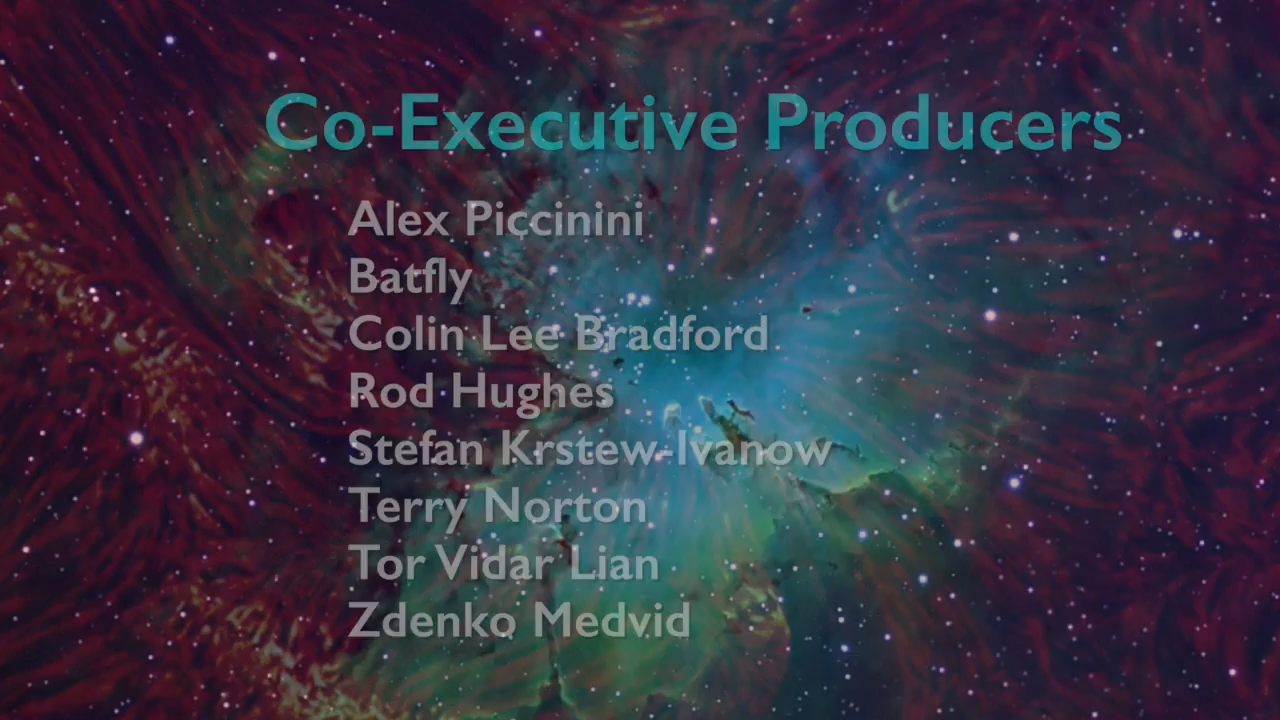 Co-Executive Producers
Alex Piccinini
Batfly
Colin Lee Bradford
Rod Hughes
Stefan Krstew-Ivanow
Terry Norton
Tor Vidar Lian
Zdenko Medvid